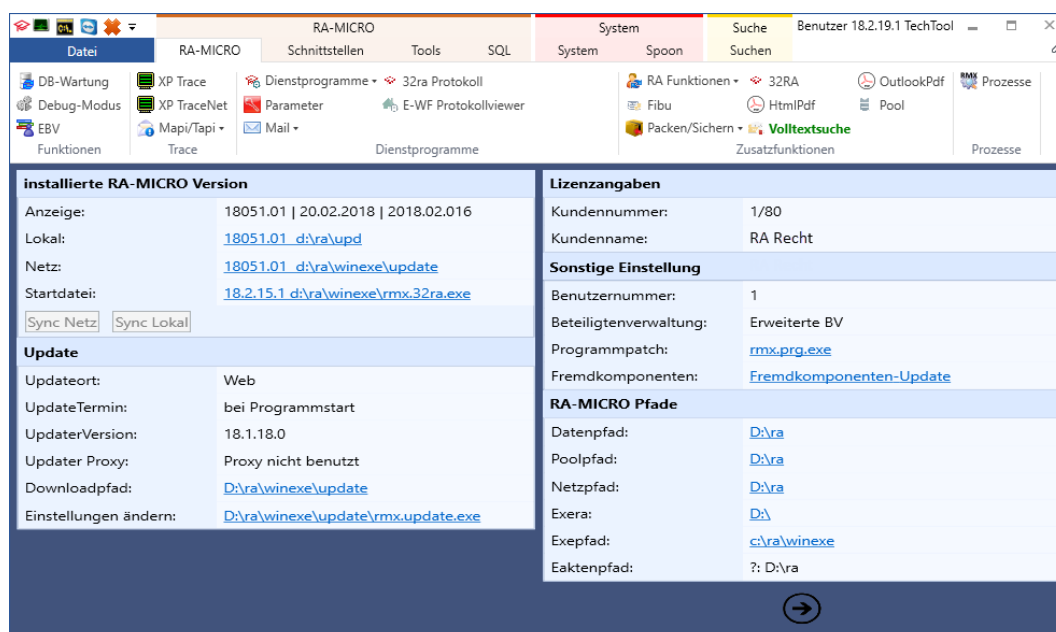 RA-MICRO System Suche Benutzer 18.2.19.1 TechTool
Datei RA-MICRO Schnittstellen Tools SQL System Spoon Suchen
DB-Wartung XP Trace Dienstprogramme 32ra Protokoll RA Funktionen 32RA OutlookPdf Prozesse
Debug-Modus XP TraceNet Parameter E-WF Protokollviewer Fibu HtmlPdf Pool
EBV Mapi/Tapi Mail Packen/Sichern Volltextsuche
Funktionen Trace Dienstprogramme Zusatzfunktionen Prozesse
installierte RA-MICRO Version
Anzeige: 18051.01 | 20.02.2018 | 2018.02.016
Lokal: 18051.01 d:\ra\upd
Netz: 18051.01 d:\ra\winexe\update
Startdatei: 18.2.15.1 d:\ra\winexe\rmx.32ra.exe
Sync Netz Sync Lokal
Update
Updateort: Web
UpdateTermin: bei Programmstart
UpdaterVersion: 18.1.18.0
Updater Proxy: Proxy nicht benutzt
Downloadpfad: D:\ra\winexe\update
Einstellungen ändern: D:\ra\winexe\update\rmx.update.exe
Lizenzangaben
Kundennummer: 1/80
Kundenname: RA Recht
Sonstige Einstellung
Benutzernummer: 1
Beteiligtenverwaltung: Erweiterte BV
Programmpatch: rmx.prg.exe
Fremdkomponenten: Fremdkomponenten-Update
RA-MICRO Pfade
Datenpfad: D:\ra
Poolpfad: D:\ra
Netzpfad: D:\ra
Exera: D:\
Exepfad: c:\ra\winexe
Eaktenpfad: ?: D:\ra